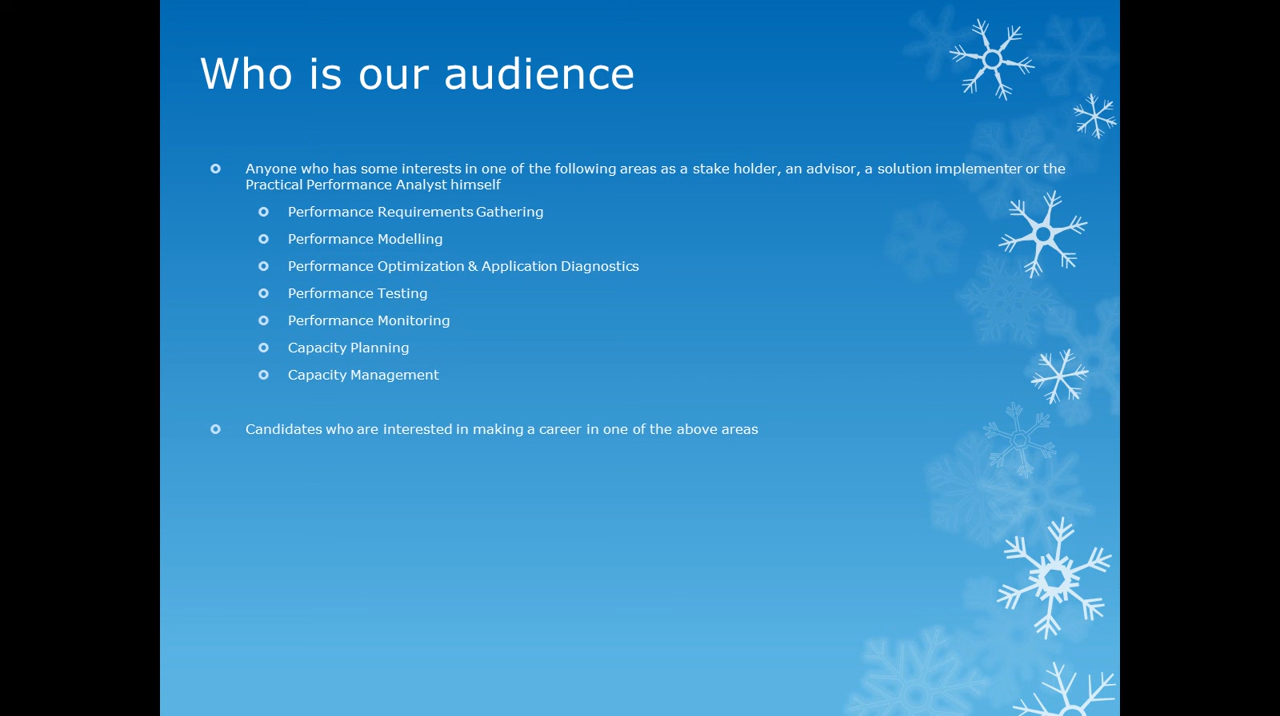 Who is our audience
Anyone who has some interests in one of the following areas as a stake holder, an advisor, a solution implementer or the
Practical Performance Analyst himself
Performance Requirements Gathering
Performance Modelling
Performance Optimization & Application Diagnostics
Performance Testing
Performance Monitoring
Capacity Planning
Capacity Management
Candidates who are interested in making a career in one of the above areas